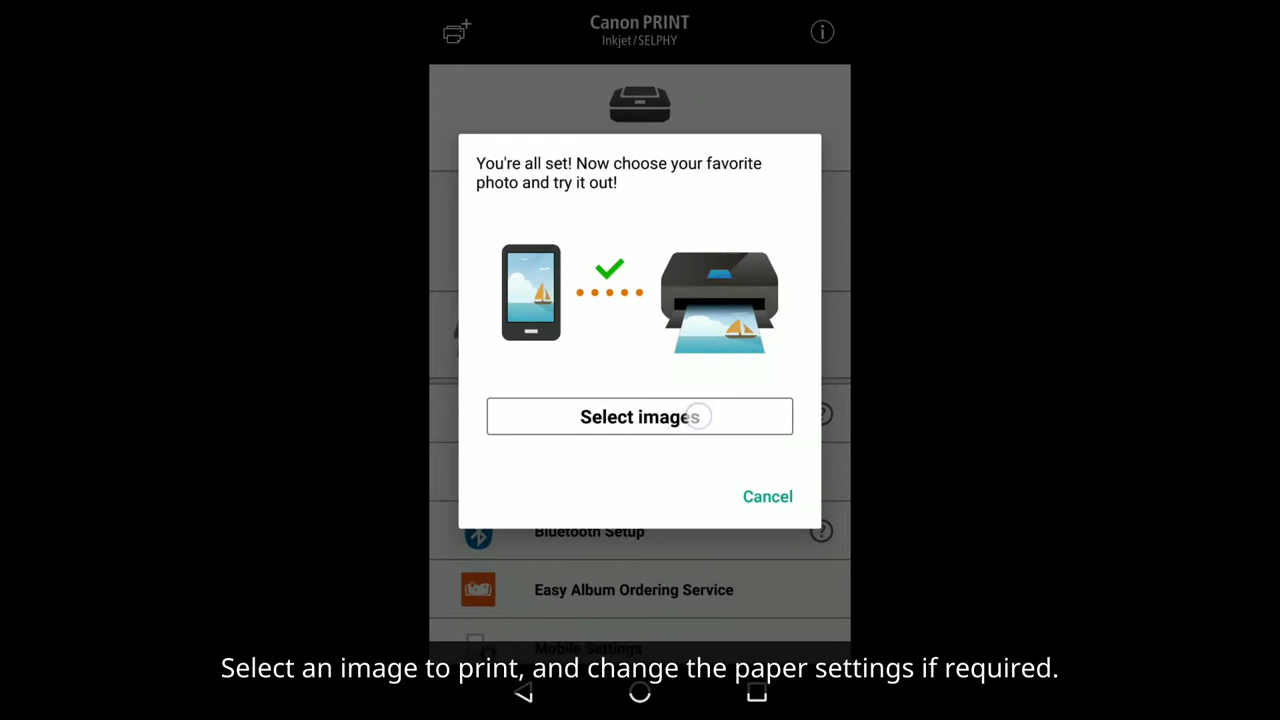 Canon PRINT
Inkjet/SELPHY
You're all set! Now choose your favorite
photo and try it out!
Select images
Cancel
Bluetooth Setup
Easy Album Ordering Service
Mobile Settings
Select an image to print, and change the paper settings if required.